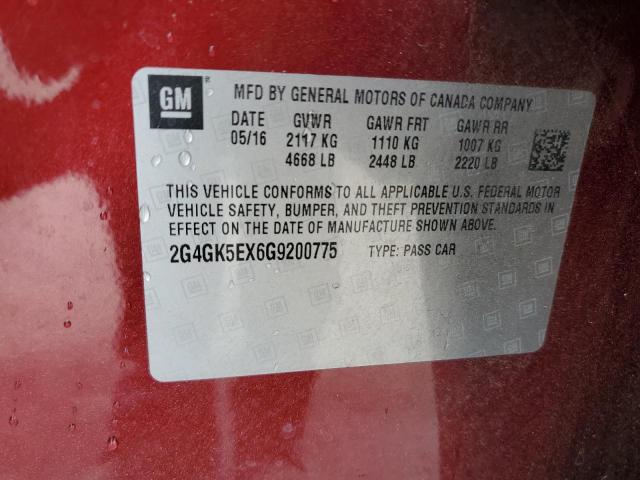 GM MFD BY GENERAL MOTORS OF CANADA COMPANY
DATE GVWR GAWR FRT GAWR RR
05/16 2117 KG 1110 KG 1007 KG
4668 LB 2448 LB 2220 LB
THIS VEHICLE CONFORMS TO ALL APPLICABLE U.S. FEDERAL MOTOR
VEHICLE SAFETY, BUMPER, AND THEFT PREVENTION STANDARDS IN
EFFECT ON THE DATE OF MANUFACTURE SHOWN ABOVE.
2G4GK5EX6G9200775 TYPE: PASS CAR